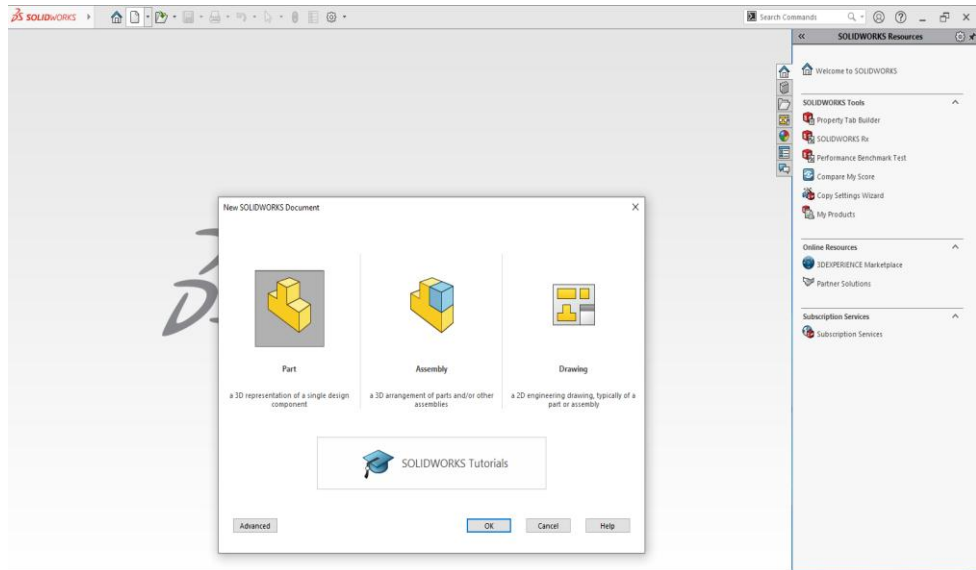 SOLIDWORKS
Search Commands
SOLIDWORKS Resources
Welcome to SOLIDWORKS
SOLIDWORKS Tools
Property Tab Builder
SOLIDWORKS Rx
Performance Benchmark Test
Compare My Score
Copy Settings Wizard
My Products
Online Resources
3DEXPERIENCE Marketplace
Partner Solutions
Subscription Services
Subscription Services
New SOLIDWORKS Document
Part
a 3D representation of a single design
component
Assembly
a 3D arrangement of parts and/or other
assemblies
Drawing
a 2D engineering drawing, typically of a
part or assembly
SOLIDWORKS Tutorials
Advanced
OK
Cancel
Help